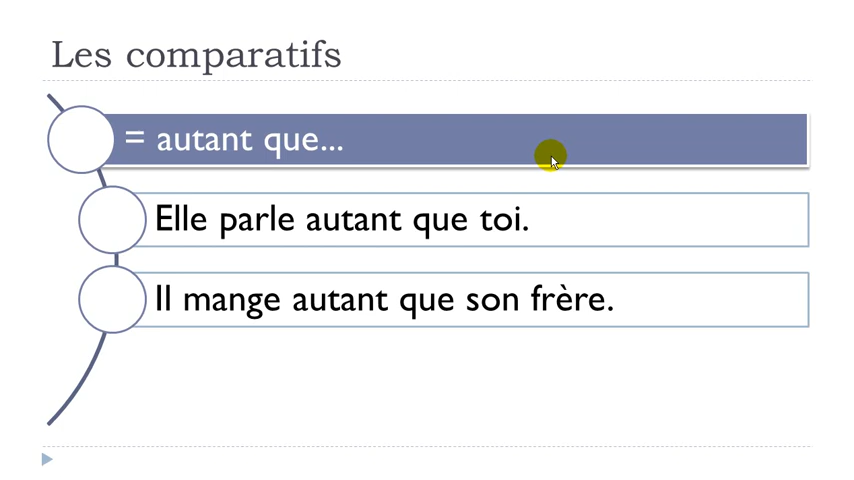 Les comparatifs
= autant que...
Elle parle autant que toi.
Il mange autant que son frère.